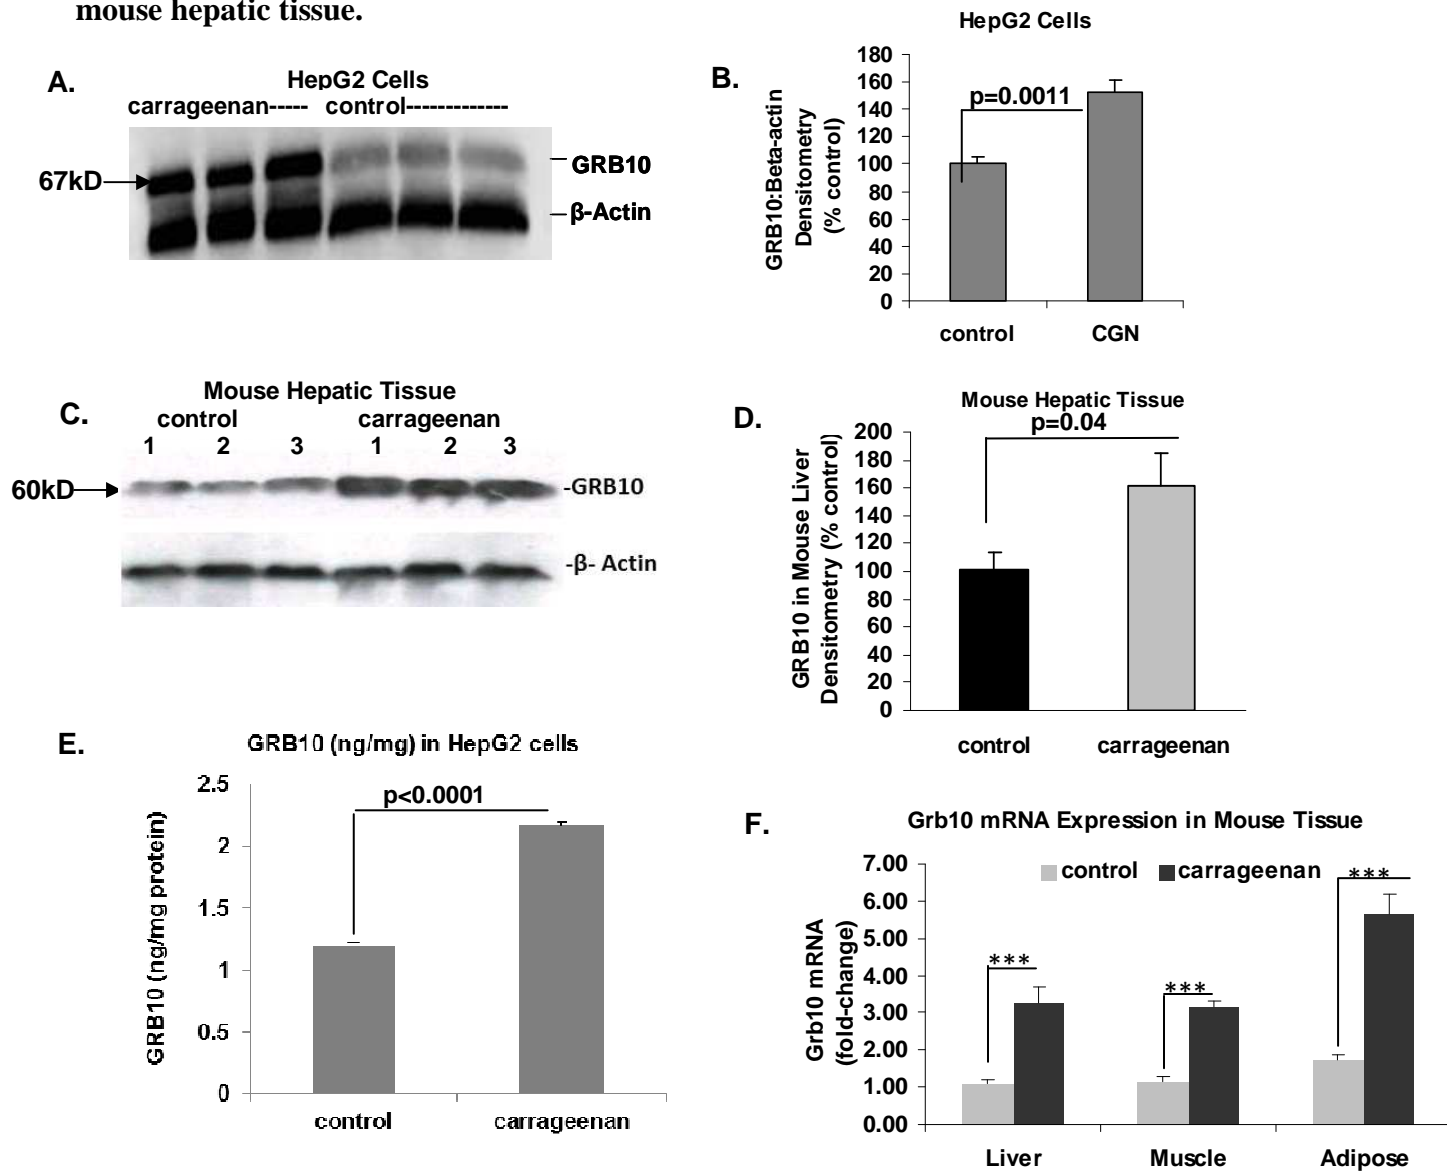 mouse hepatic tissue.
A.
HepG2 Cells
carrageenan----- control-------------
67kD
GRB10
β-Actin
B.
HepG2 Cells
GRB10:Beta-actin
Densitometry
(% control)
180
160
140
120
100
80
60
40
20
0
p=0.0011
control CGN
C.
Mouse Hepatic Tissue
control carrageenan
1 2 3 1 2 3
60kD
-GRB10
-β- Actin
D.
Mouse Hepatic Tissue
p=0.04
GRB10 in Mouse Liver
Densitometry (% control)
200
180
160
140
120
100
80
60
40
20
0
control carrageenan
E.
GRB10 (ng/mg) in HepG2 cells
GRB10 (ng/mg protein)
2.5
2
1.5
1
0.5
0
p<0.0001
control carrageenan
F.
Grb10 mRNA Expression in Mouse Tissue
Grb10 mRNA
(fold-change)
7.00
6.00
5.00
4.00
3.00
2.00
1.00
0.00
control carrageenan
***
***
***
Liver Muscle Adipose